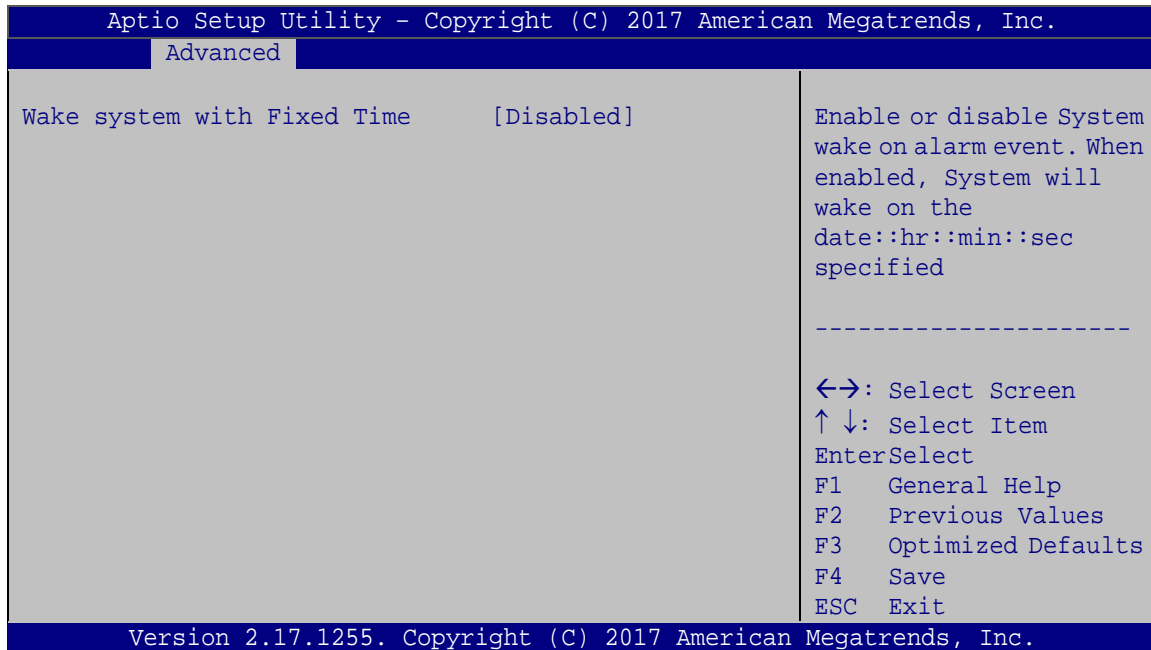 Aptio Setup Utility – Copyright (C) 2017 American Megatrends, Inc.
Advanced
Wake system with Fixed Time [Disabled]
Enable or disable System
wake on alarm event. When
enabled, System will
wake on the
date::hr::min::sec
specified
----------------------
←→: Select Screen
↑ ↓: Select Item
EnterSelect
F1 General Help
F2 Previous Values
F3 Optimized Defaults
F4 Save
ESC Exit
Version 2.17.1255. Copyright (C) 2017 American Megatrends, Inc.